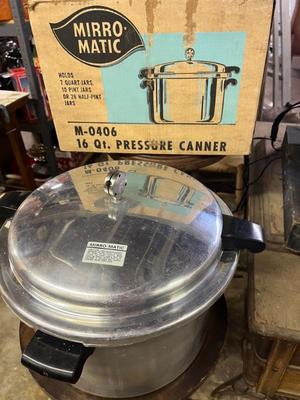 MIRRO-
MATIC
HOLDS
7 QUART JARS,
10 PINT JARS
OR 26 HALF-PINT
JARS
M-0406
16 Qt. PRESSURE CANNER
MIRRO-MATIC